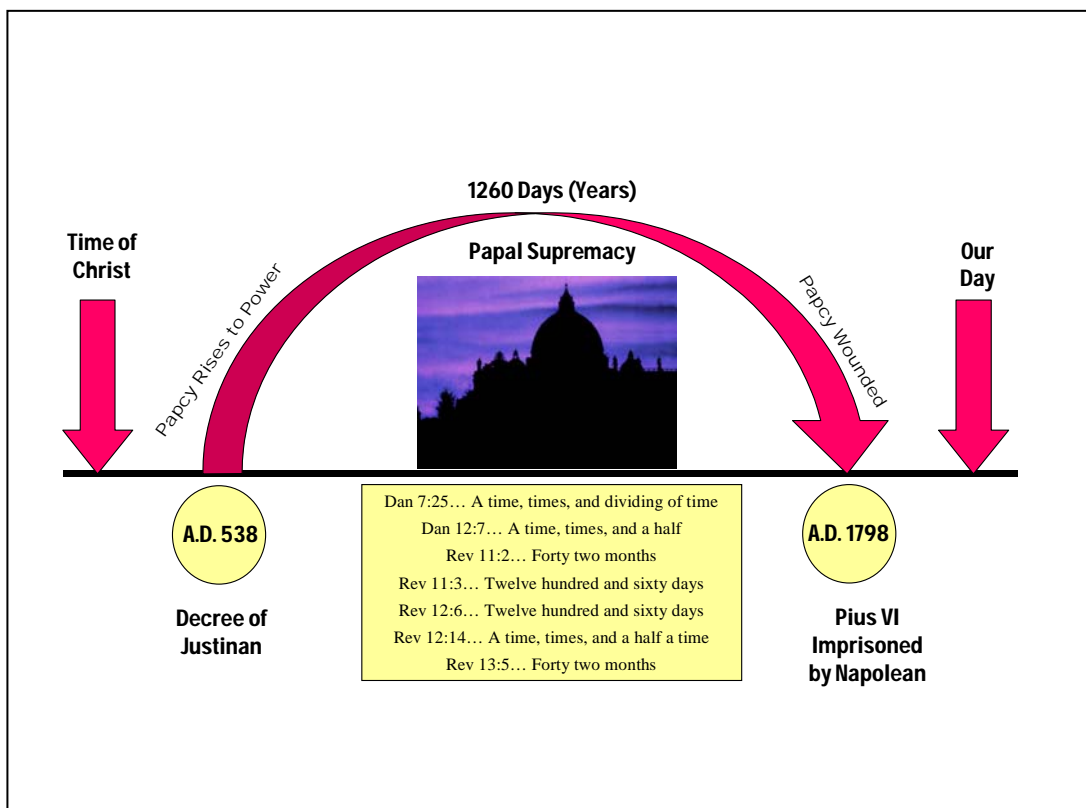 1260 Days (Years)
Time of
Christ
Papcy Rises to Power
Papal Supremacy
Papcy Wounded
Our
Day
A.D. 538
Decree of
Justinan
Dan 7:25… A time, times, and dividing of time
Dan 12:7… A time, times, and a half
Rev 11:2… Forty two months
Rev 11:3… Twelve hundred and sixty days
Rev 12:6… Twelve hundred and sixty days
Rev 12:14… A time, times, and a half a time
Rev 13:5… Forty two months
A.D. 1798
Pius VI
Imprisoned
by Napolean